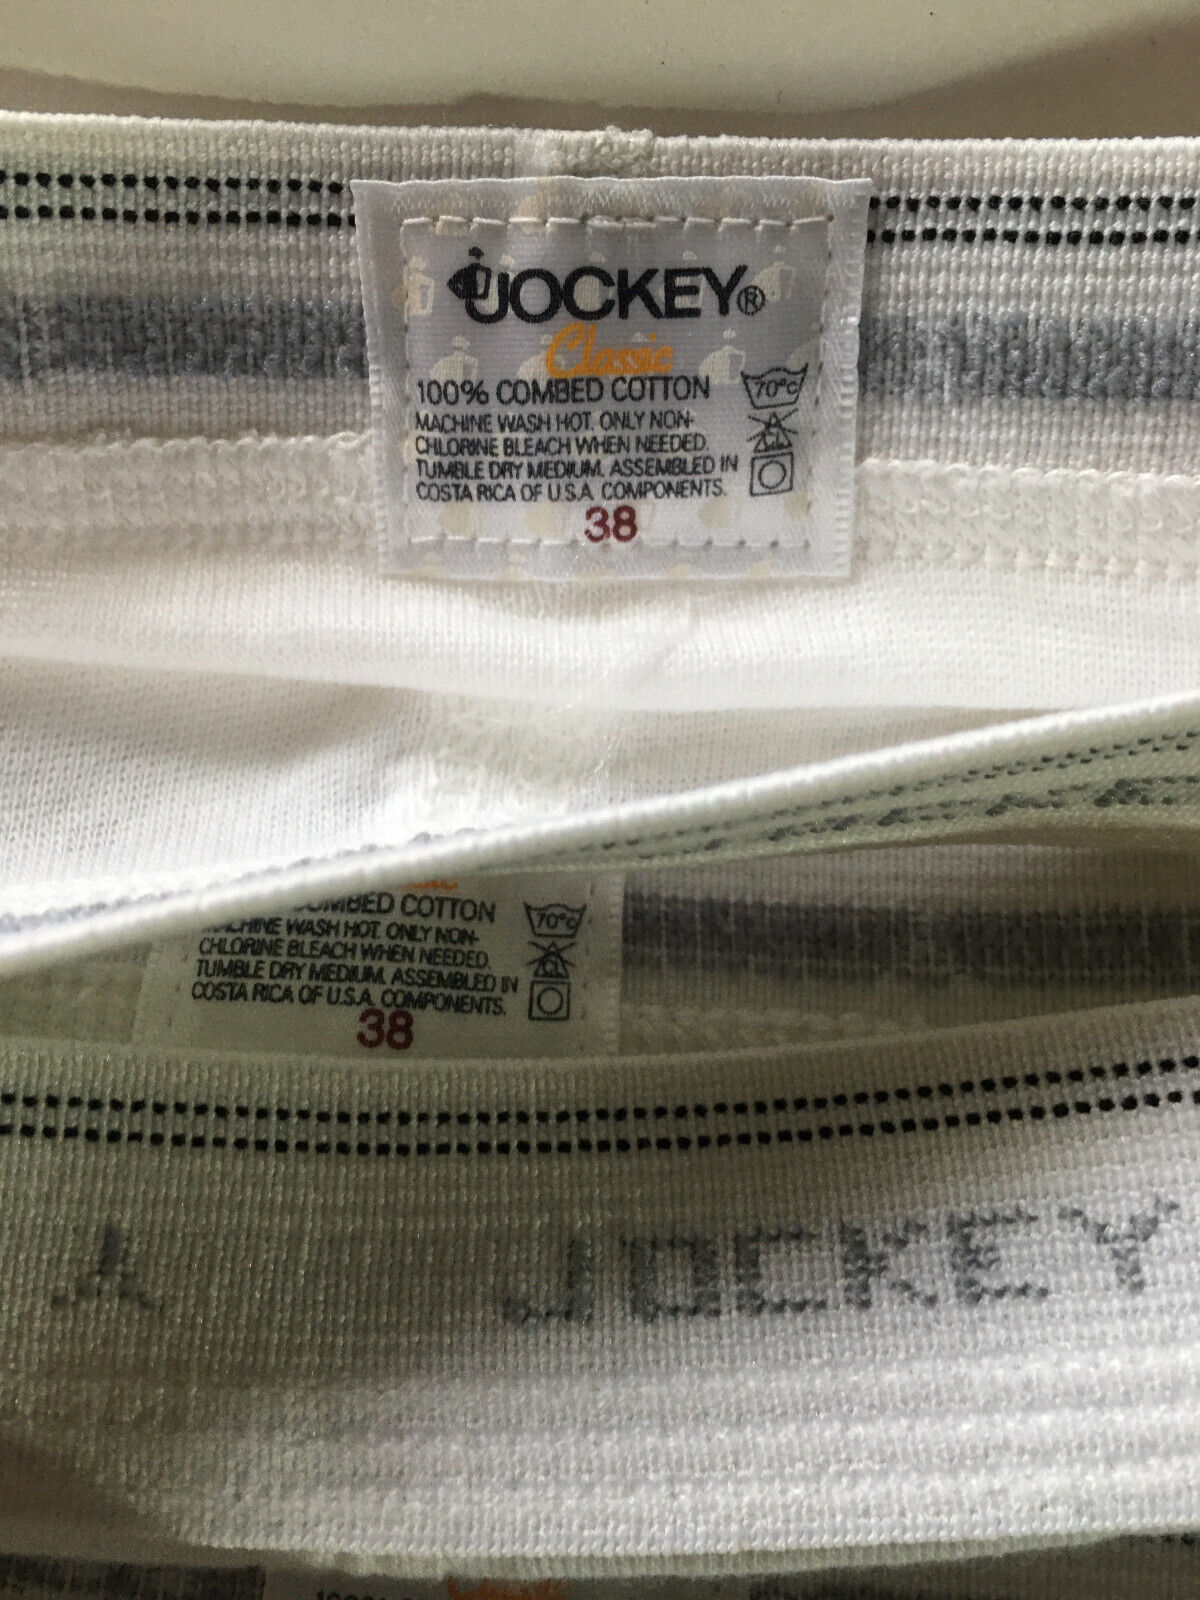 JOCKEY®
Classic
100% COMBED COTTON
70°C
MACHINE WASH HOT. ONLY NON-
CHLORINE BLEACH WHEN NEEDED.
CL
TUMBLE DRY MEDIUM. ASSEMBLED IN
COSTA RICA OF U.S.A. COMPONENTS.
38
COMBED COTTON
70°C
MACHINE WASH HOT. ONLY NON-
CHLORINE BLEACH WHEN NEEDED.
CL
TUMBLE DRY MEDIUM. ASSEMBLED IN
COSTA RICA OF U.S.A. COMPONENTS.
38
JOCKEY